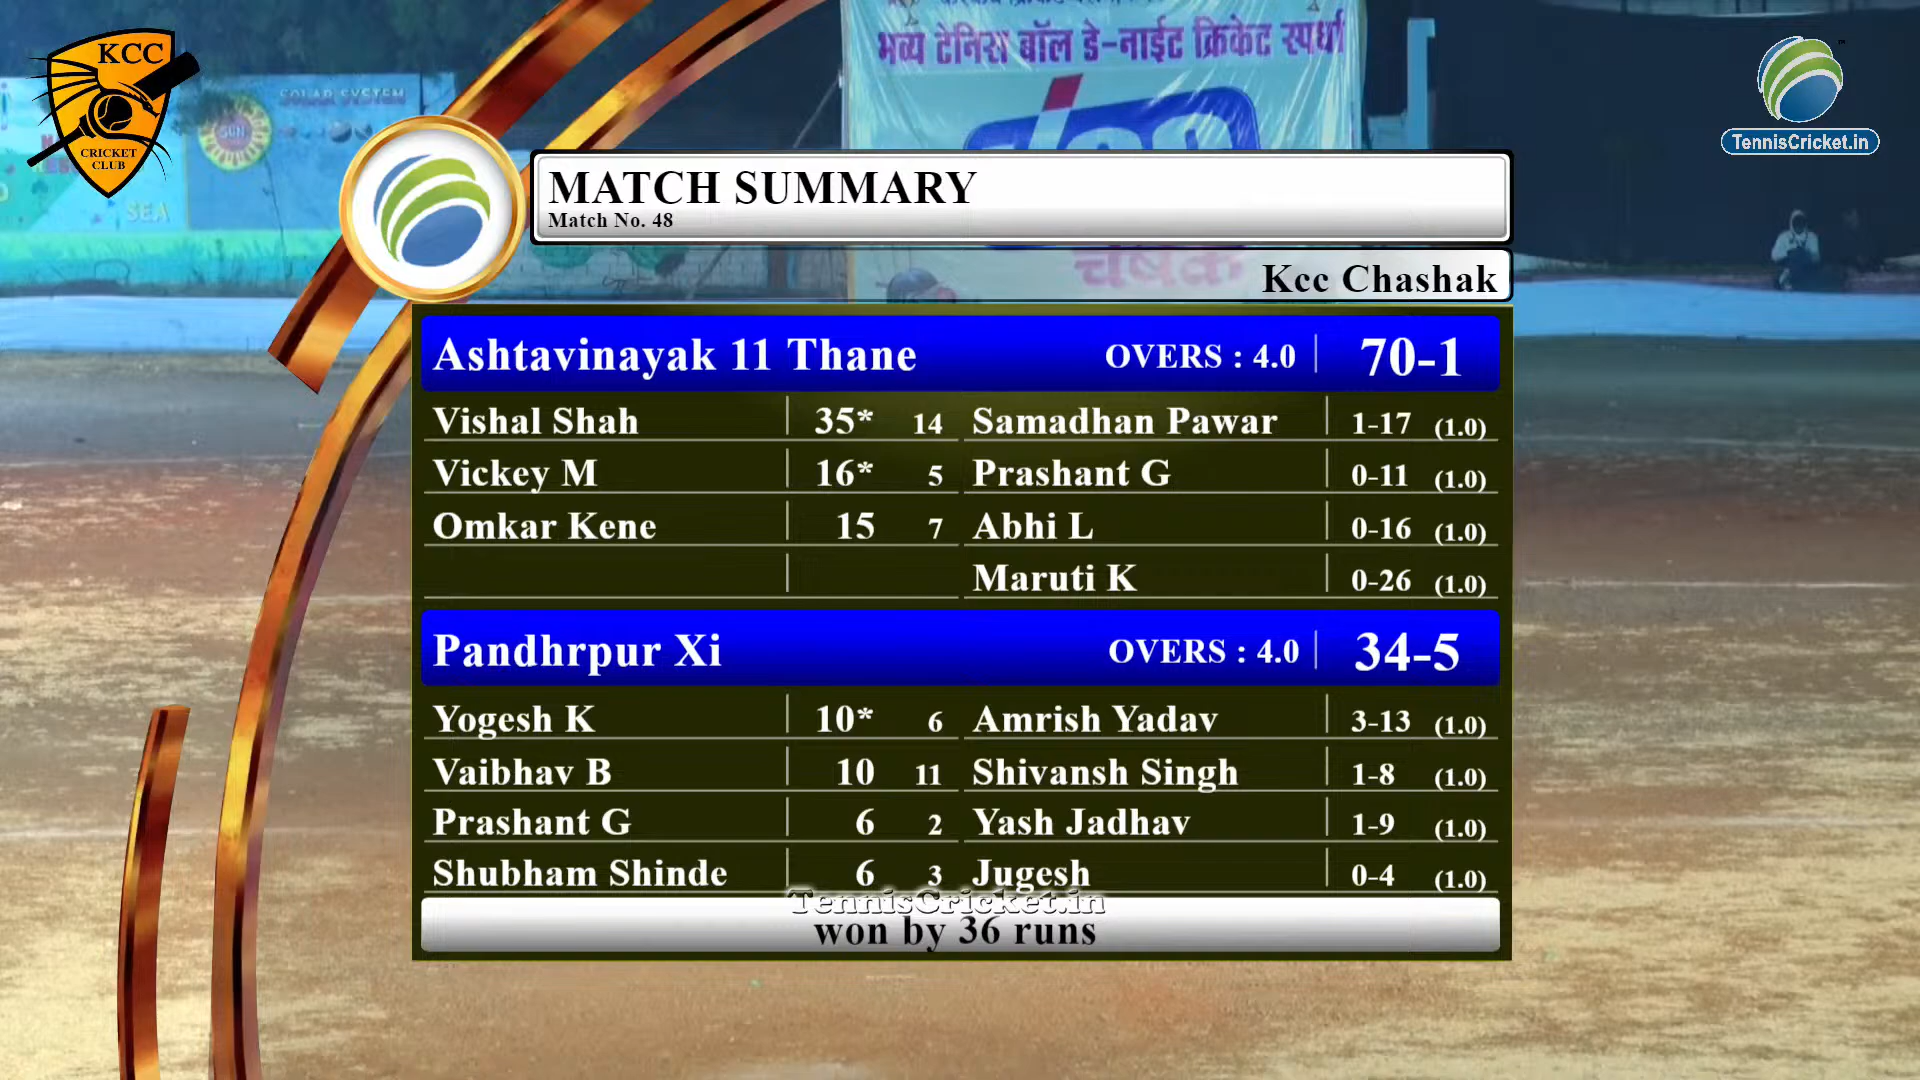 KCC
CRICKET
CLUB
SOLAR SYSTEM
SUN
SEA
भव्य टेनिस बॉल डे-नाईट क्रिकेट स्पर्धा
चषक
TennisCricket.in
MATCH SUMMARY
Match No. 48
Kcc Chashak
Ashtavinayak 11 Thane OVERS : 4.0 70-1
Vishal Shah 35* 14 Samadhan Pawar 1-17 (1.0)
Vickey M 16* 5 Prashant G 0-11 (1.0)
Omkar Kene 15 7 Abhi L 0-16 (1.0)
Maruti K 0-26 (1.0)
Pandhrpur Xi OVERS : 4.0 34-5
Yogesh K 10* 6 Amrish Yadav 3-13 (1.0)
Vaibhav B 10 11 Shivansh Singh 1-8 (1.0)
Prashant G 6 2 Yash Jadhav 1-9 (1.0)
Shubham Shinde 6 3 Jugesh 0-4 (1.0)
TennisCricket.in
won by 36 runs